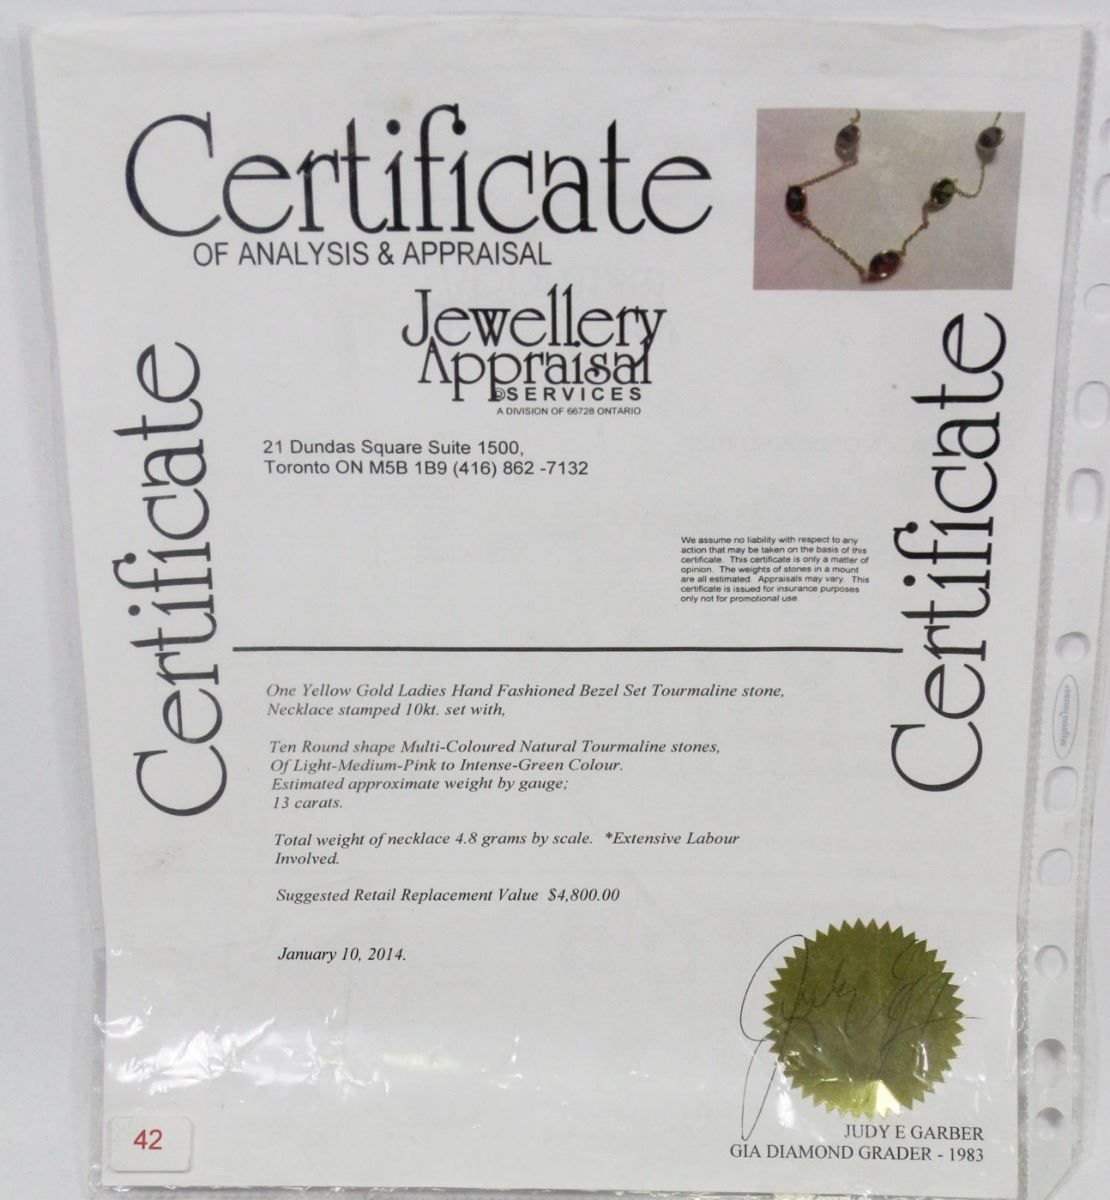 Certificate
OF ANALYSIS & APPRAISAL
Jewellery
Appraisal
@SERVICES
A DIVISION OF 66728 ONTARIO
Certificate
Certificate
21 Dundas Square Suite 1500,
Toronto ON M5B 1B9 (416) 862 -7132
We assume no liability with respect to any
action that may be taken on the basis of this
certificate. This certificate is only a matter of
opinion. The weights of stones in a mount
are all estimated. Appraisals may vary. This
certificate is issued for insurance purposes
only not for promotional use.
One Yellow Gold Ladies Hand Fashioned Bezel Set Tourmaline stone,
Necklace stamped 10kt. set with,
Ten Round shape Multi-Coloured Natural Tourmaline stones,
Of Light-Medium-Pink to Intense-Green Colour.
Estimated approximate weight by gauge;
13 carats.
Total weight of necklace 4.8 grams by scale. *Extensive Labour
Involved.
Suggested Retail Replacement Value $4,800.00
January 10, 2014.
JUDY E GARBER
GIA DIAMOND GRADER - 1983
42